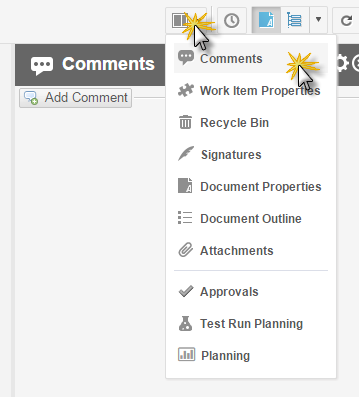 Comments
Add Comment
Comments
Work Item Properties
Recycle Bin
Signatures
Document Properties
Document Outline
Attachments
Approvals
Test Run Planning
Planning